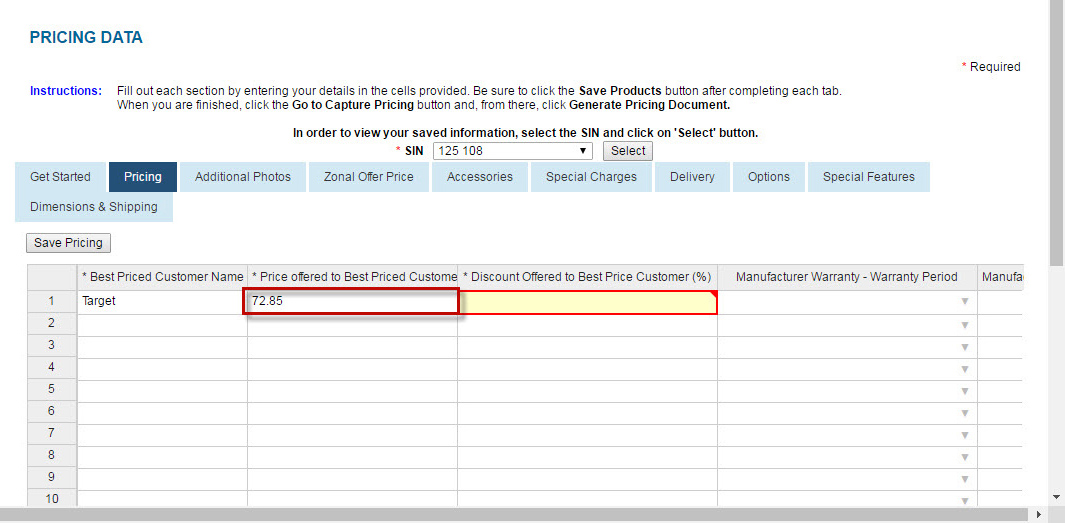 PRICING DATA
* Required
Instructions: Fill out each section by entering your details in the cells provided. Be sure to click the Save Products button after completing each tab.
When you are finished, click the Go to Capture Pricing button and, from there, click Generate Pricing Document.
In order to view your saved information, select the SIN and click on 'Select' button.
* SIN 125 108 Select
Get Started Pricing Additional Photos Zonal Offer Price Accessories Special Charges Delivery Options Special Features
Dimensions & Shipping
Save Pricing
* Best Priced Customer Name * Price offered to Best Priced Custome * Discount Offered to Best Price Customer (%) Manufacturer Warranty - Warranty Period Manufa
1 Target 72.85
2
3
4
5
6
7
8
9
10